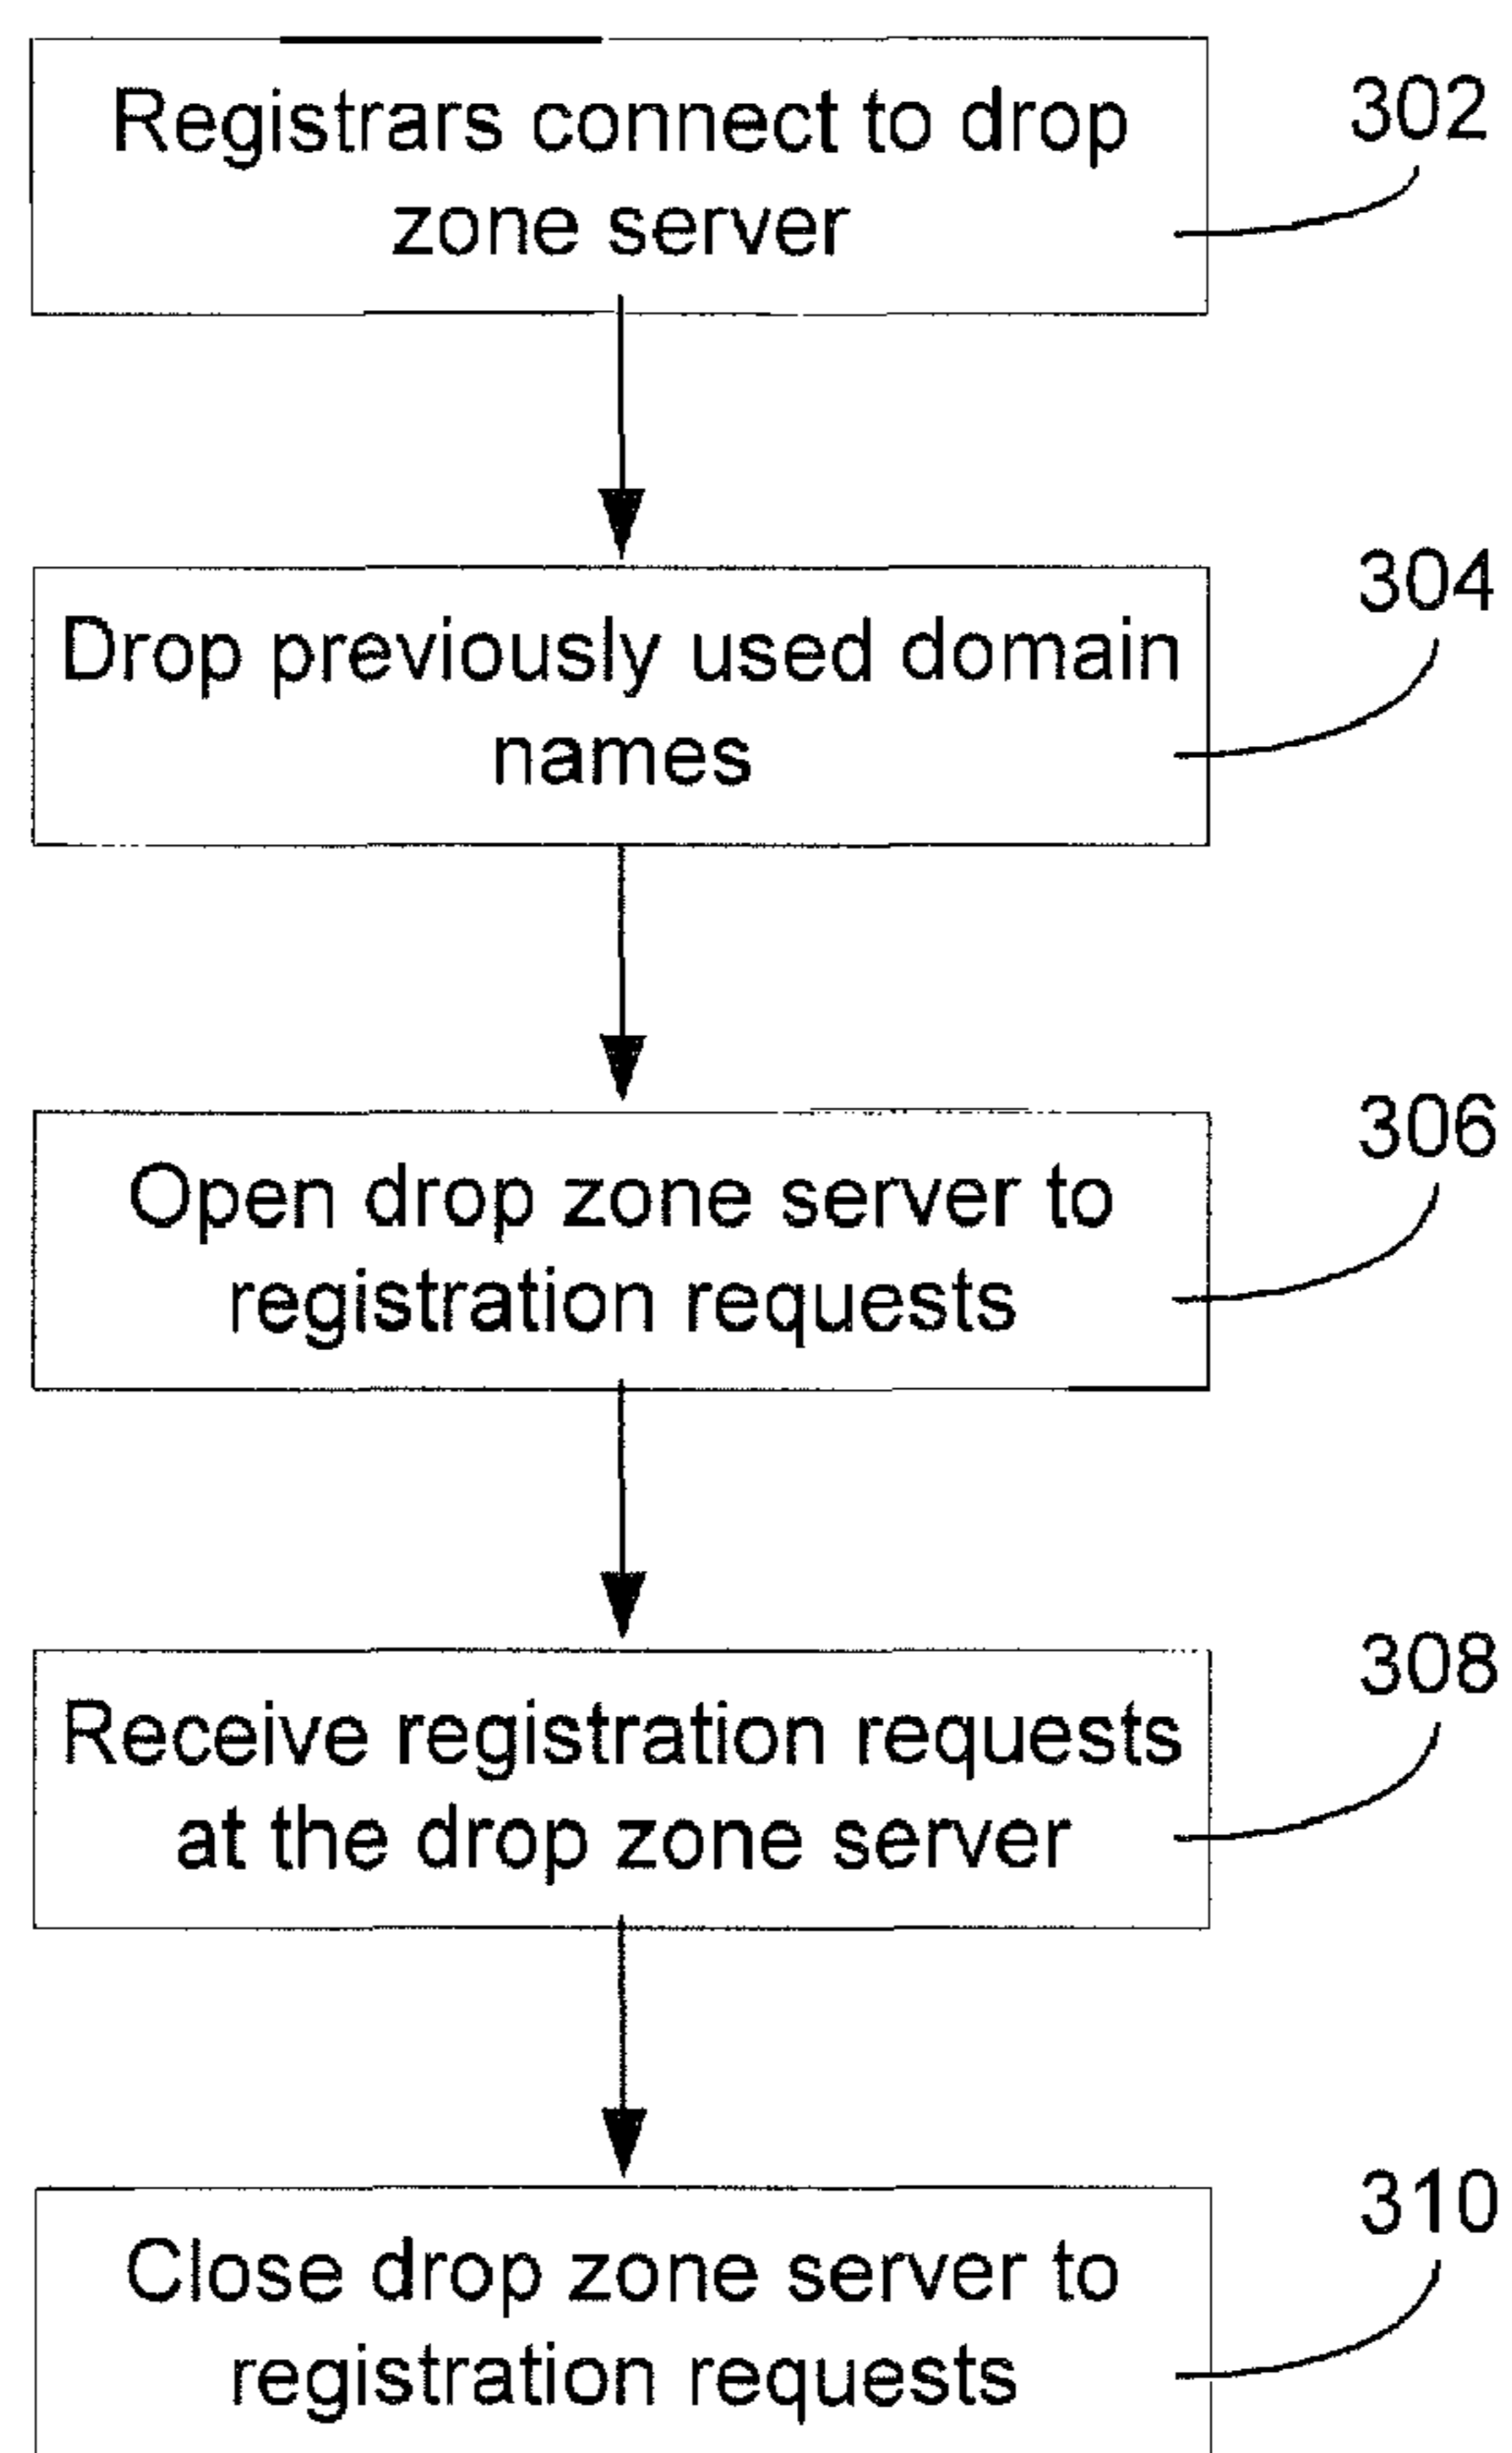 Registrars connect to drop
zone server
302
Drop previously used domain
names
304
Open drop zone server to
registration requests
306
Receive registration requests
at the drop zone server
308
Close drop zone server to
registration requests
310